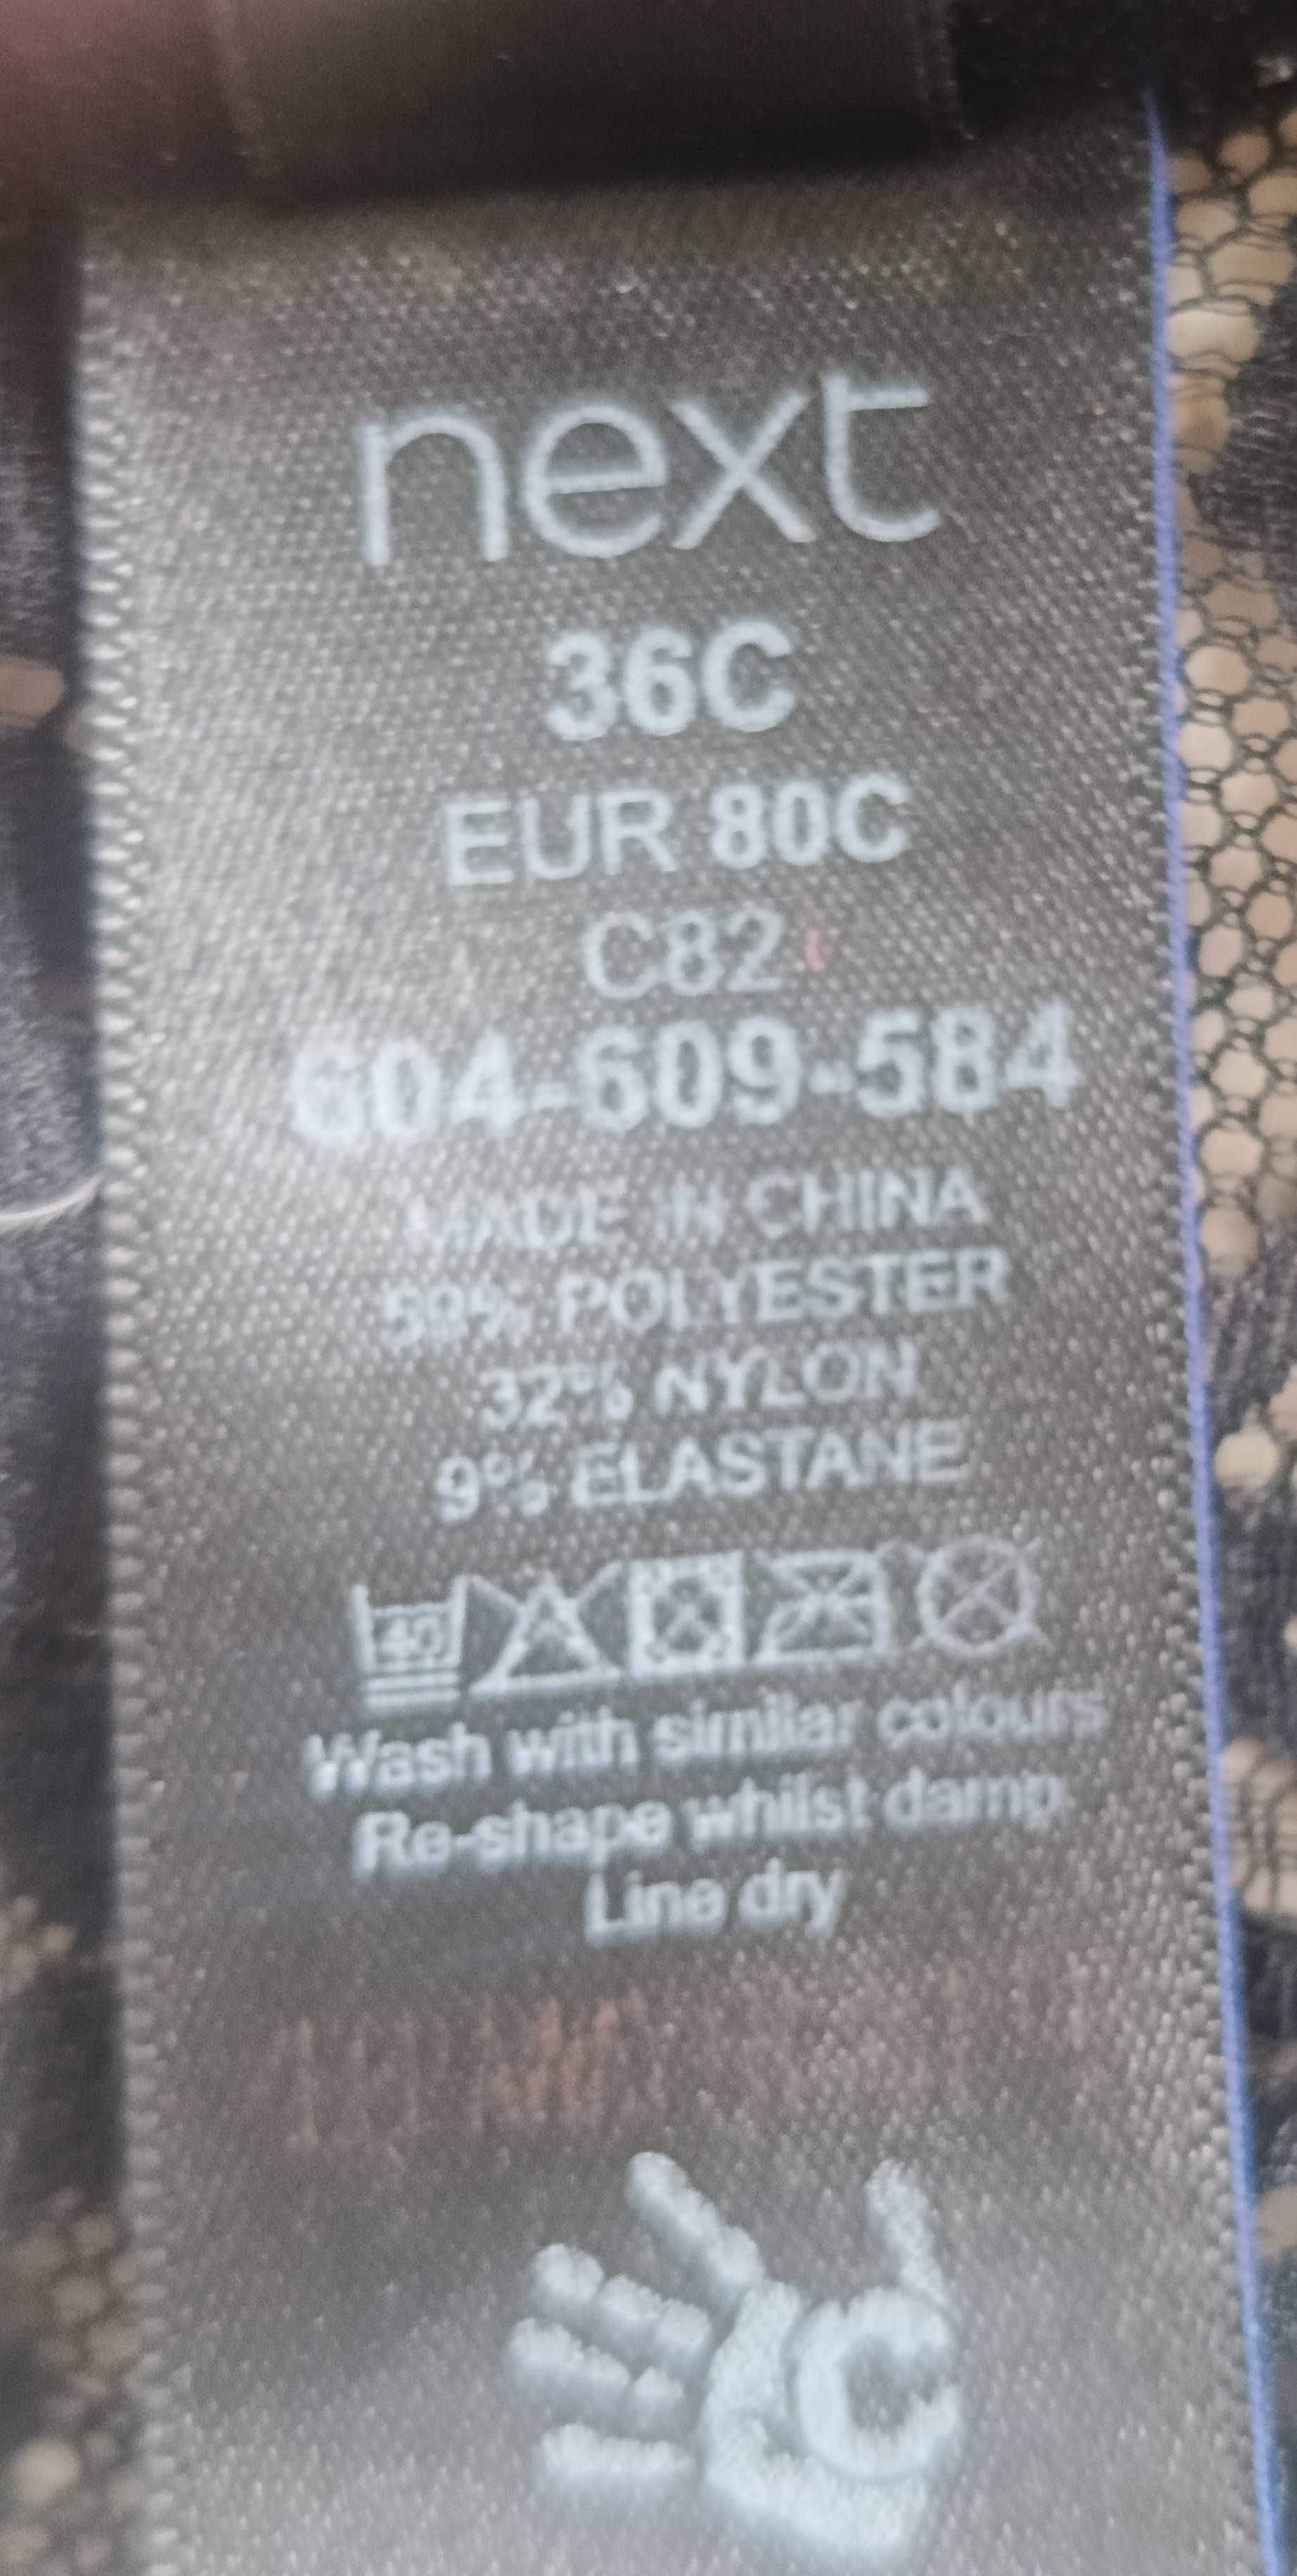 next
36C
EUR 80C
C82
604-609-584
MADE IN CHINA
59% POLYESTER
32% NYLON
9% ELASTANE
40
Wash with similar colours
Re-shape whilst damp
Line dry
C